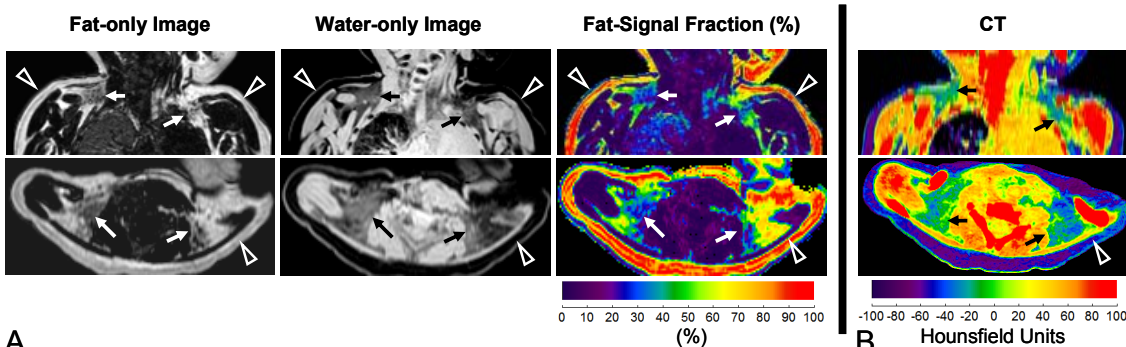 Fat-only Image Water-only Image Fat-Signal Fraction (%) CT
0 10 20 30 40 50 60 70 80 90 100
(%)
-100 -80 -60 -40 -20 0 20 40 60 80 100
Hounsfield Units
A B